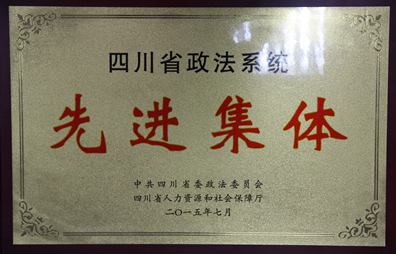 四川省政法系统
先进集体
中共四川省委政法委员会
四川省人力资源和社会保障厅
二〇一五年七月